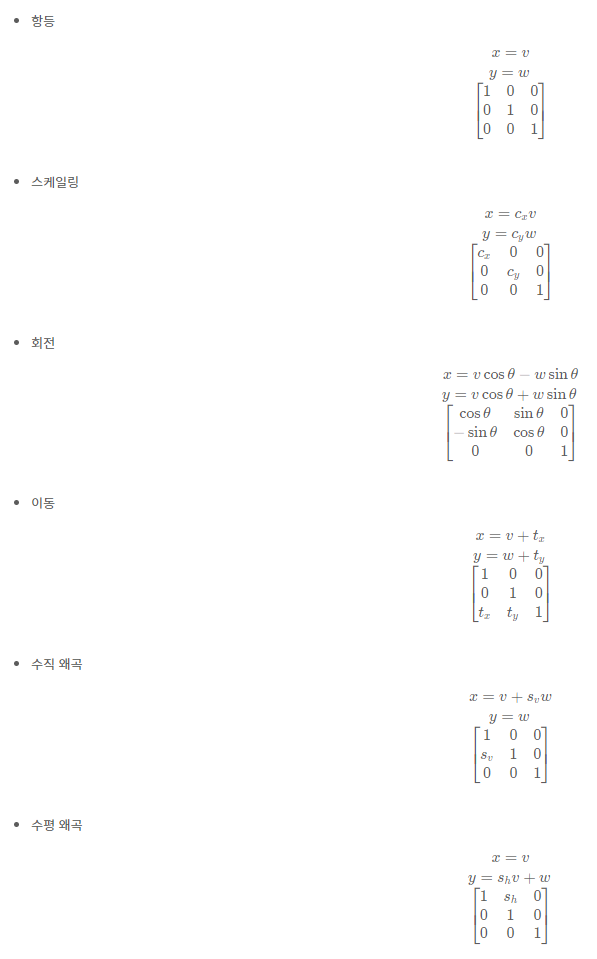 항등
x = v
y = w
[1 0 0
0 1 0
0 0 1]
스케일링
x = c_x v
y = c_y w
[c_x 0 0
0 c_y 0
0 0 1]
회전
x = v cos θ − w sin θ
y = v cos θ + w sin θ
[cos θ sin θ 0
− sin θ cos θ 0
0 0 1]
이동
x = v + t_x
y = w + t_y
[1 0 0
0 1 0
t_x t_y 1]
수직 왜곡
x = v + s_v w
y = w
[1 0 0
s_v 1 0
0 0 1]
수평 왜곡
x = v
y = s_h v + w
[1 s_h 0
0 1 0
0 0 1]